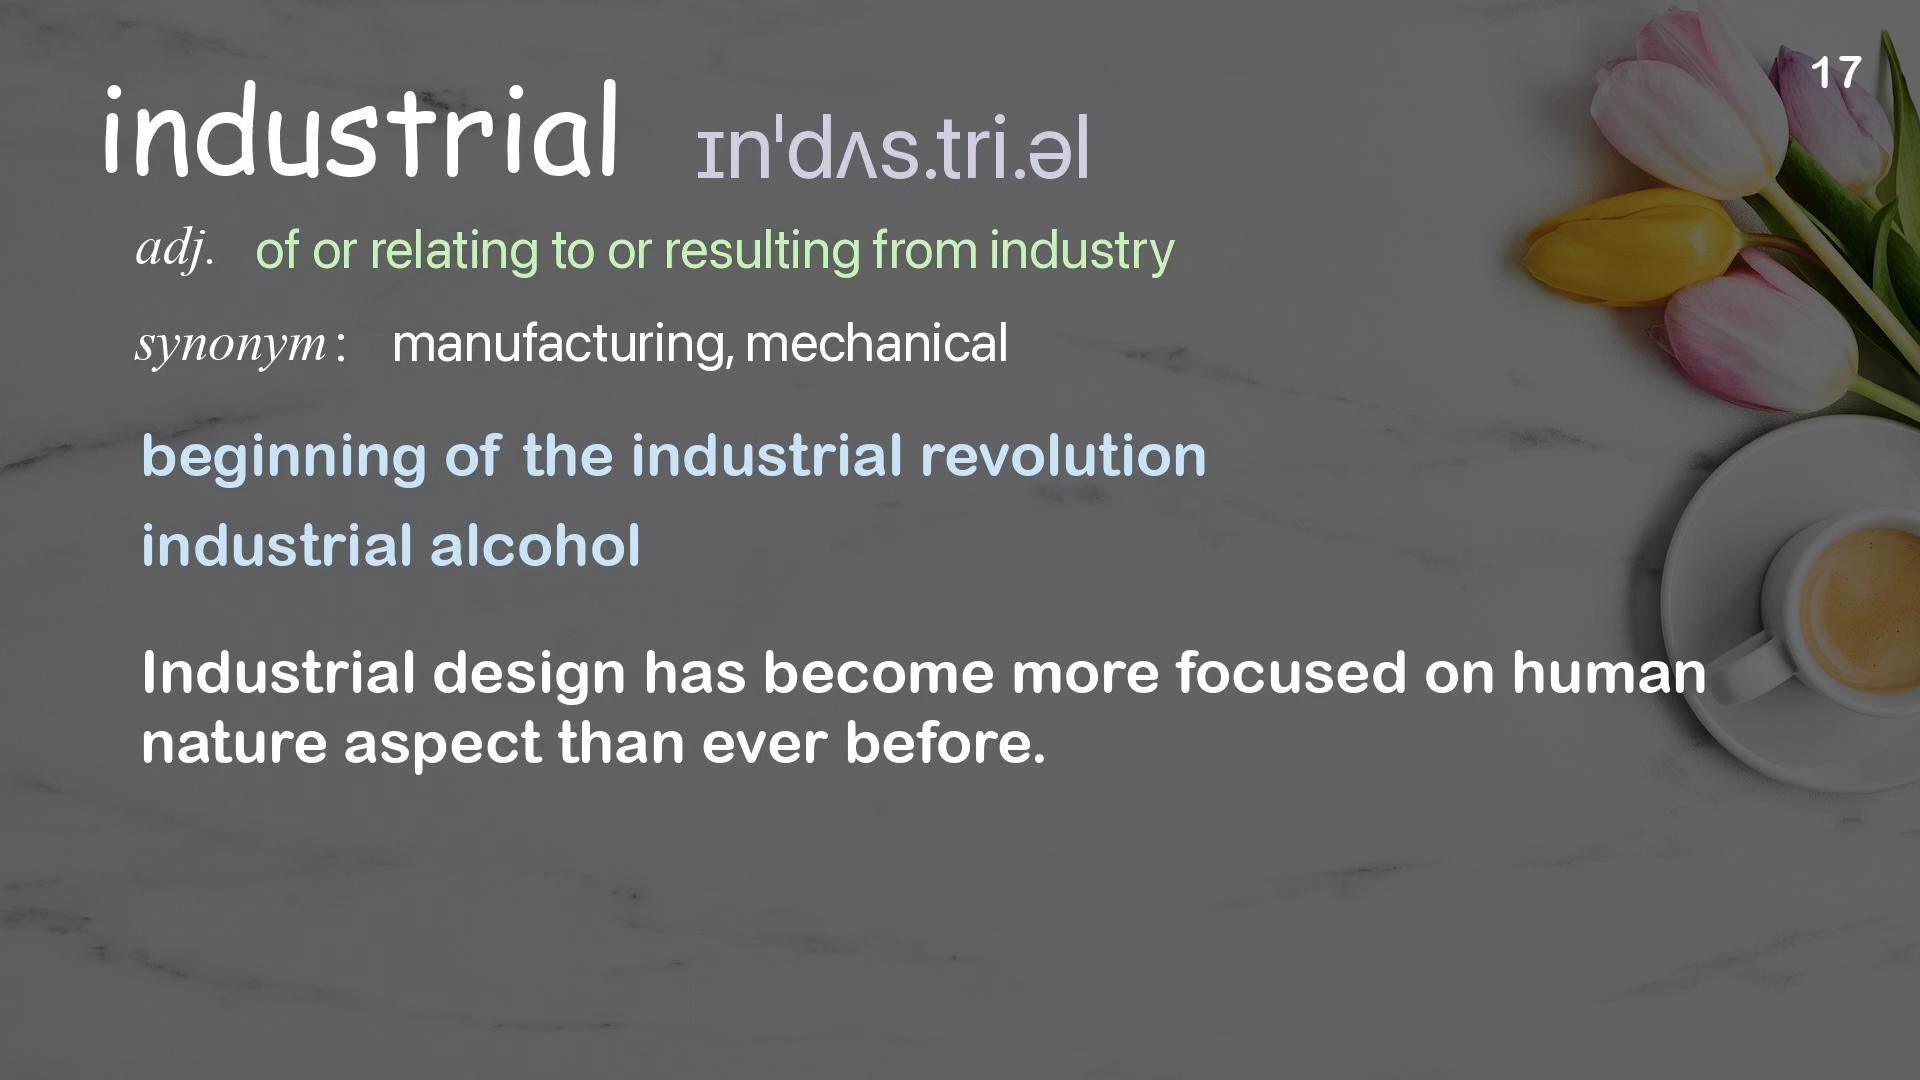 17
industrial ɪnˈdʌs.tri.əl
adj. of or relating to or resulting from industry
synonym : manufacturing, mechanical
beginning of the industrial revolution
industrial alcohol
Industrial design has become more focused on human
nature aspect than ever before.